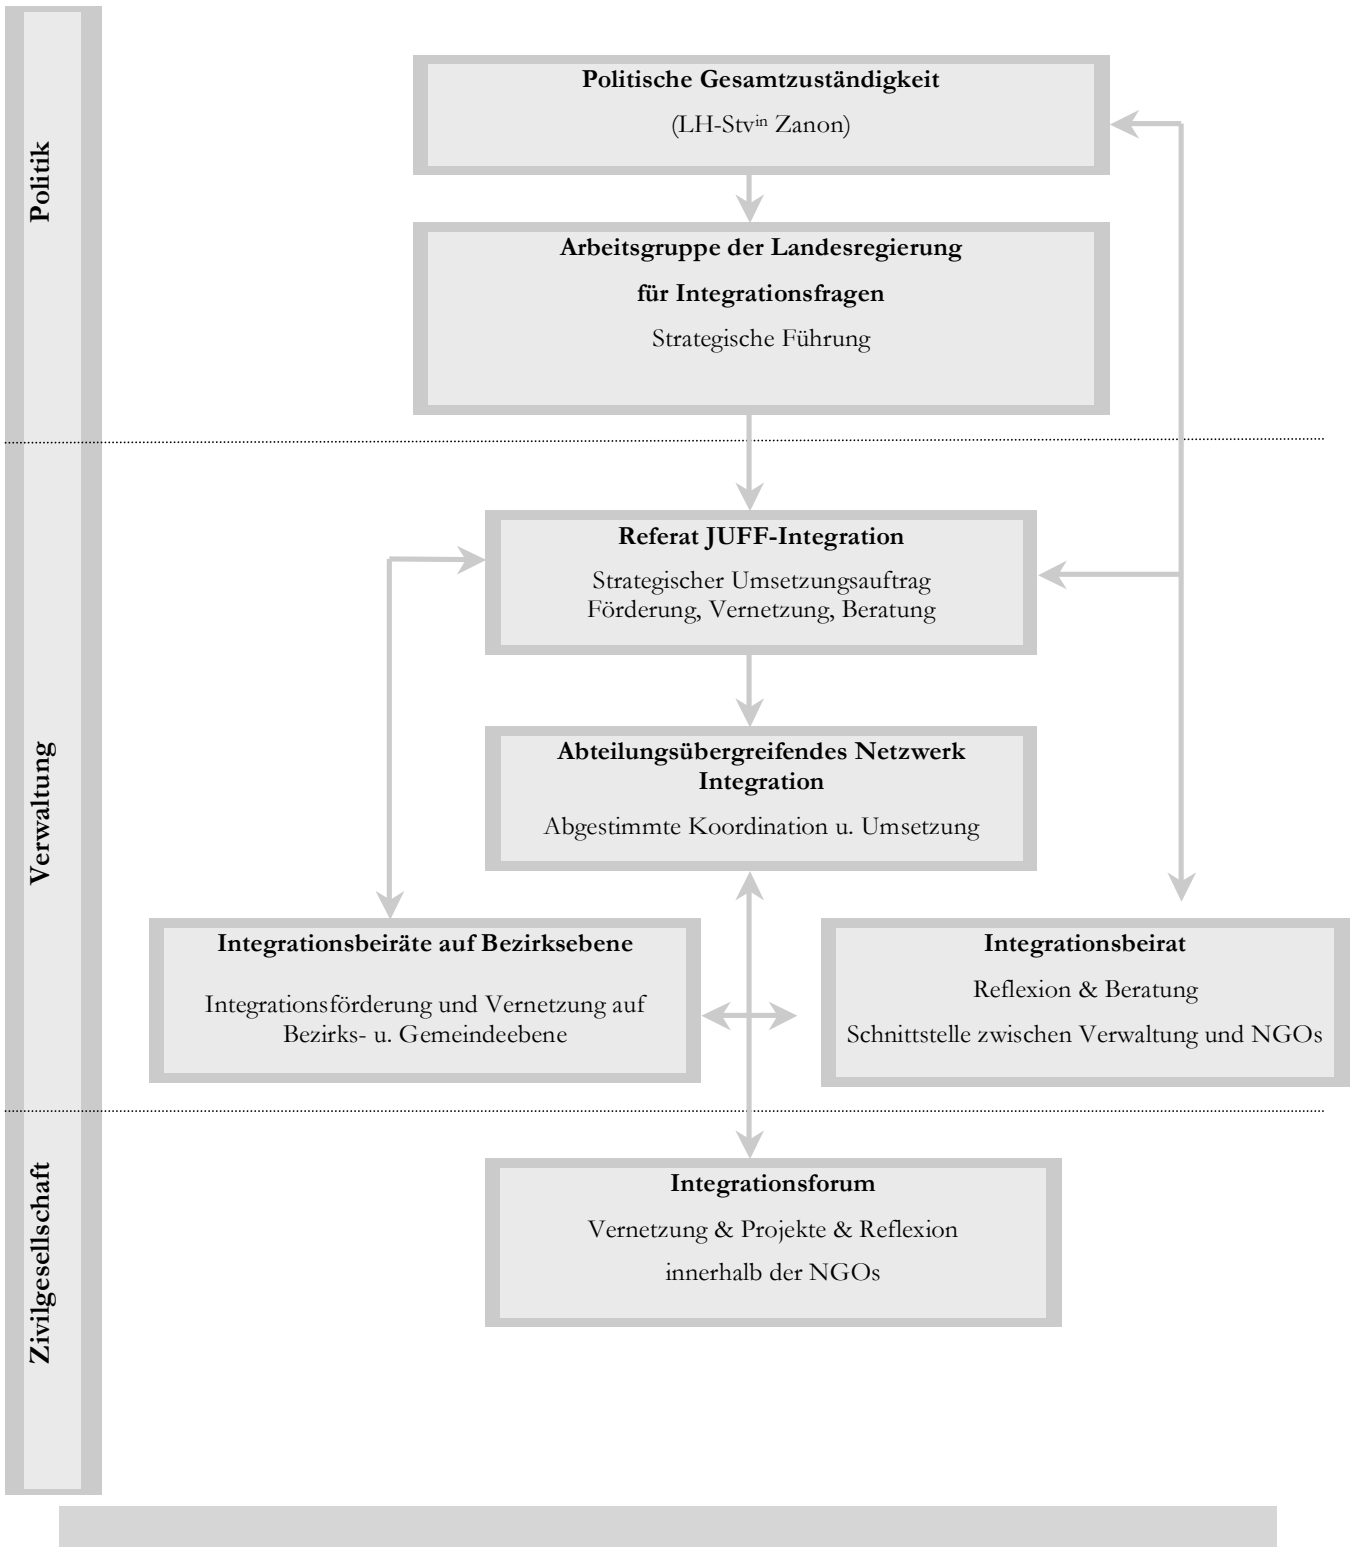 Politik
Politische Gesamtzuständigkeit
(LH-Stvin Zanon)
Arbeitsgruppe der Landesregierung
für Integrationsfragen
Strategische Führung
Verwaltung
Referat JUFF-Integration
Strategischer Umsetzungsauftrag
Förderung, Vernetzung, Beratung
Abteilungsübergreifendes Netzwerk
Integration
Abgestimmte Koordination u. Umsetzung
Integrationsbeiräte auf Bezirksebene
Integrationsförderung und Vernetzung auf
Bezirks- u. Gemeindeebene
Integrationsbeirat
Reflexion & Beratung
Schnittstelle zwischen Verwaltung und NGOs
Zivilgesellschaft
Integrationsforum
Vernetzung & Projekte & Reflexion
innerhalb der NGOs